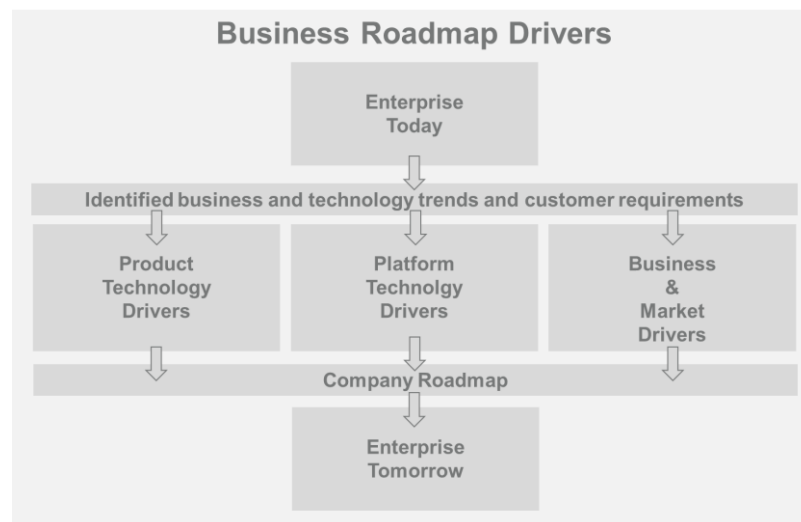 Business Roadmap Drivers
Enterprise
Today
Identified business and technology trends and customer requirements
Product
Technology
Drivers
Platform
Technolgy
Drivers
Business
&
Market
Drivers
Company Roadmap
Enterprise
Tomorrow